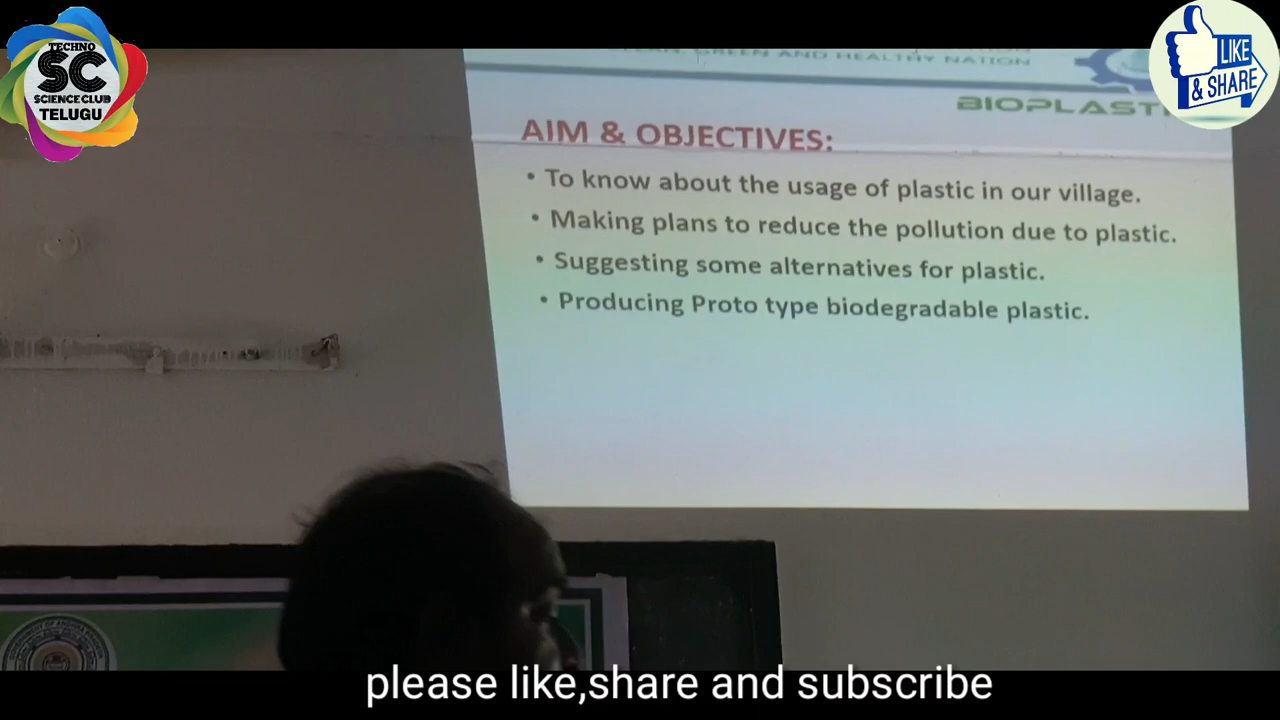 TECHNO
SC
SCIENCE CLUB
TELUGU
LIKE
& SHARE
GREEN AND HEALTHY NATION
AIM & OBJECTIVES:
• To know about the usage of plastic in our village.
• Making plans to reduce the pollution due to plastic.
• Suggesting some alternatives for plastic.
• Producing Proto type biodegradable plastic.
please like,share and subscribe